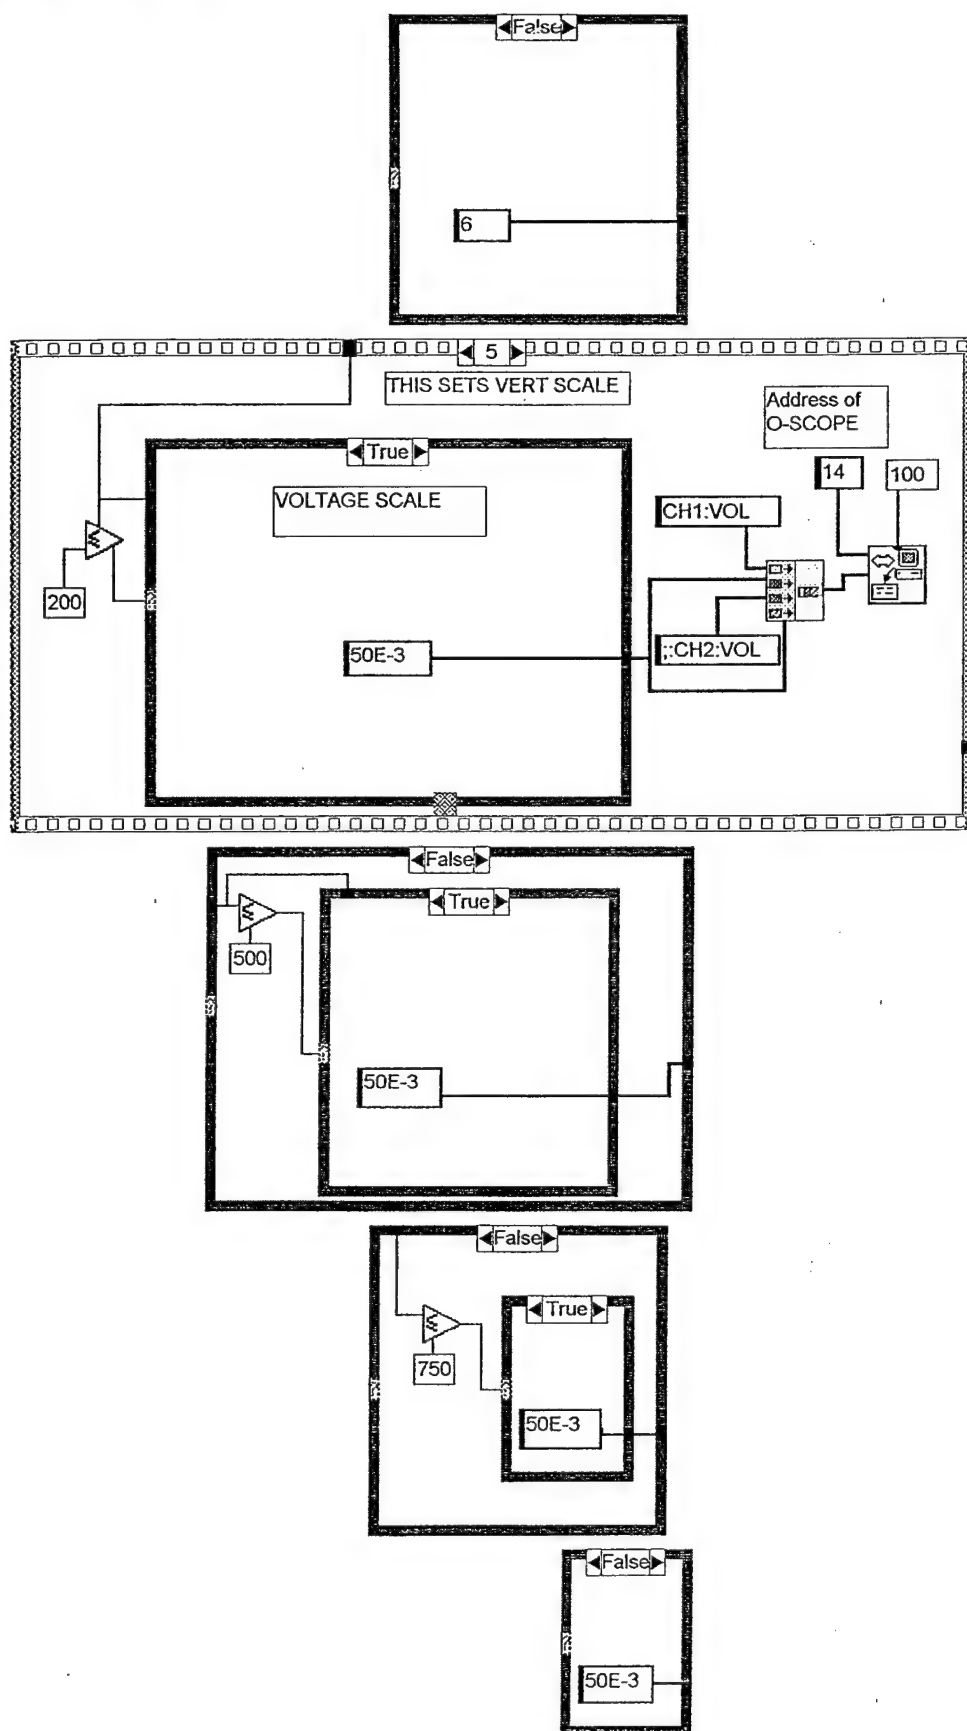 False
6
5
THIS SETS VERT SCALE
Address of
O-SCOPE
True
14
100
VOLTAGE SCALE
CH1:VOL
200
50E-3
;:CH2:VOL
False
True
500
50E-3
False
True
750
50E-3
False
50E-3